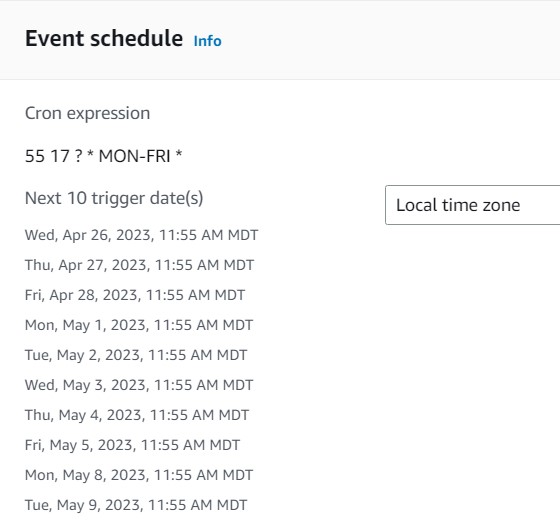 Event schedule Info
Cron expression
55 17 ? * MON-FRI *
Next 10 trigger date(s)
Local time zone
Wed, Apr 26, 2023, 11:55 AM MDT
Thu, Apr 27, 2023, 11:55 AM MDT
Fri, Apr 28, 2023, 11:55 AM MDT
Mon, May 1, 2023, 11:55 AM MDT
Tue, May 2, 2023, 11:55 AM MDT
Wed, May 3, 2023, 11:55 AM MDT
Thu, May 4, 2023, 11:55 AM MDT
Fri, May 5, 2023, 11:55 AM MDT
Mon, May 8, 2023, 11:55 AM MDT
Tue, May 9, 2023, 11:55 AM MDT